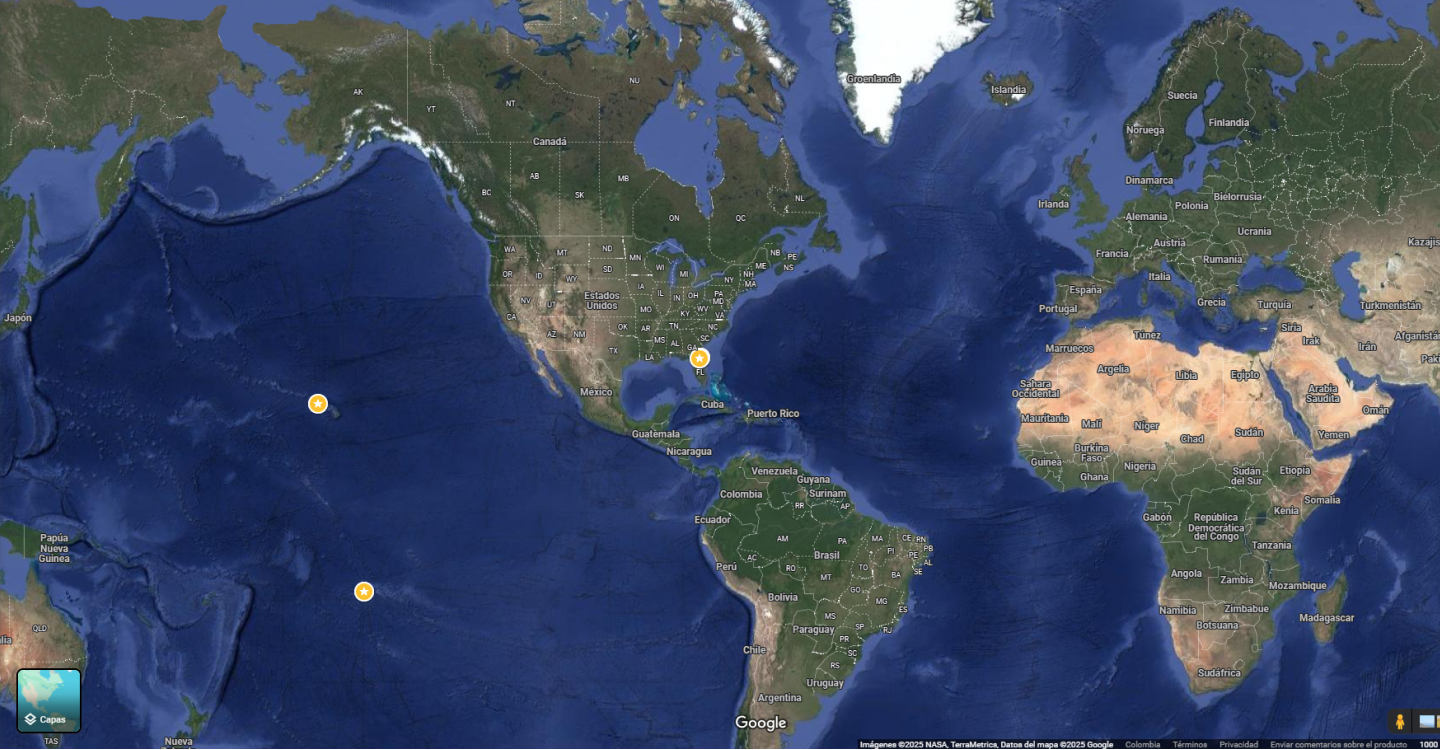 Groenlandia
NU
AK
NT
YT
Islandia
Suecia
Finlandia
Noruega
Canadá
AB
MB
SK
BC
NL
ON
QC
Dinamarca
Irlanda
Polonia
Bielorrusia
Alemania
Ucrania
Austria
Francia
Rumania
Kazajis
WA
MT
ND
MN
OR
ID
WY
SD
WI
MI
NB
PE
ME
NS
NH
MA
NY
Italia
España
Portugal
Grecia
Turquía
Turkmenistán
NV
UT
Estados
Unidos
IA
IL
IN
OH
PA
MD
MO
KY
WV
VA
CA
AZ
NM
OK
AR
TN
NC
SC
MS
AL
GA
TX
LA
FL
Japón
Túnez
Marruecos
Siria
Irak
Irán
Afganistán
Paki
Argelia
Libia
Egipto
Sáhara
Occidental
Arabia
Saudita
Omán
México
Cuba
Puerto Rico
Mauritania
Malí
Níger
Chad
Sudán
Yemen
Guatemala
Nicaragua
Burkina
Faso
Guinea
Ghana
Nigeria
Sudán
del Sur
Etiopía
Somalia
Venezuela
Guyana
Surinam
Colombia
RR
AP
Ecuador
Gabón
República
Democrática
del Congo
Kenia
Tanzania
Papúa
Nueva
Guinea
AM
PA
MA
CE
RN
PB
PE
AL
SE
PI
Brasil
AC
Perú
RO
TO
MT
BA
Bolivia
GO
MG
ES
MS
Paraguay
SP
RJ
PR
SC
Chile
RS
Uruguay
Argentina
Angola
Zambia
Mozambique
Namibia
Zimbabue
Botsuana
Madagascar
Sudáfrica
QLD
lia
TAS
Nueva
Capas
Google
Imágenes ©2025 NASA, TerraMetrics, Datos del mapa ©2025 Google
Colombia
Términos
Privacidad
Enviar comentarios sobre el producto
1000